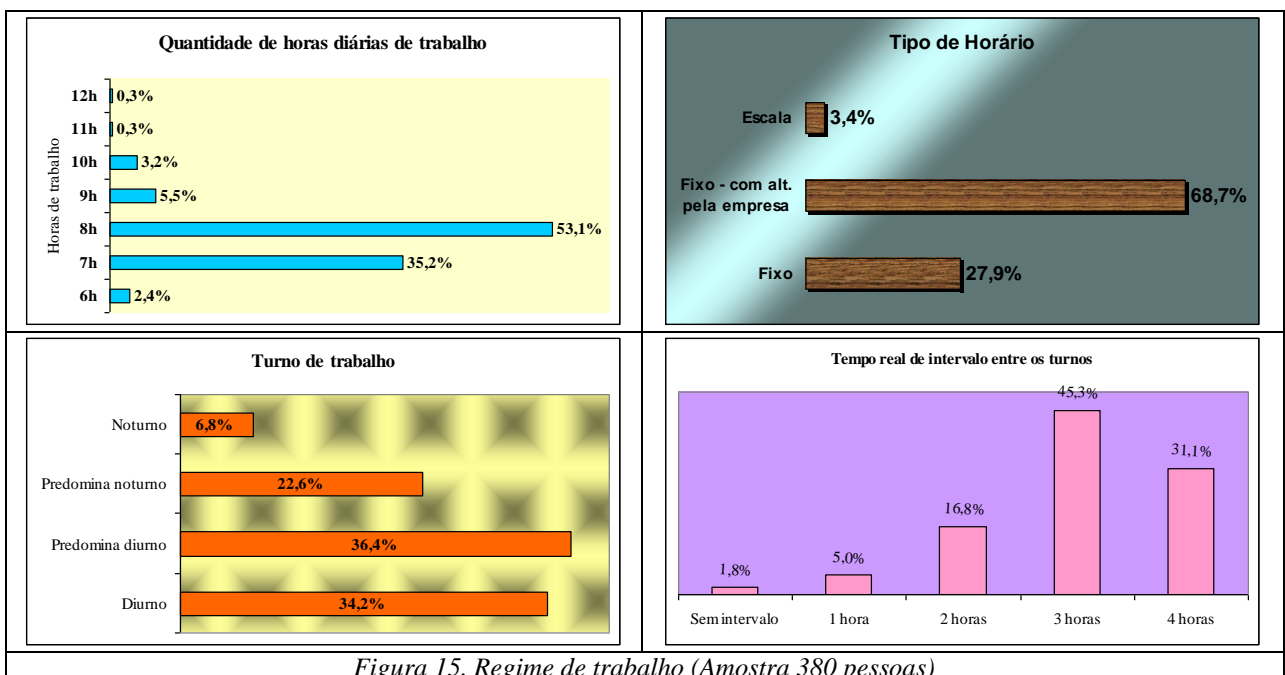 Quantidade de horas diárias de trabalho
Horas de trabalho
12h 0,3%
11h 0,3%
10h 3,2%
9h 5,5%
8h 53,1%
7h 35,2%
6h 2,4%
Tipo de Horário
Escala 3,4%
Fixo - com alt.
pela empresa 68,7%
Fixo 27,9%
Turno de trabalho
Noturno 6,8%
Predomina noturno 22,6%
Predomina diurno 36,4%
Diurno 34,2%
Tempo real de intervalo entre os turnos
1,8% 5,0% 16,8% 45,3% 31,1%
Sem intervalo 1 hora 2 horas 3 horas 4 horas
Figura 15. Regime de trabalho (Amostra 380 pessoas)